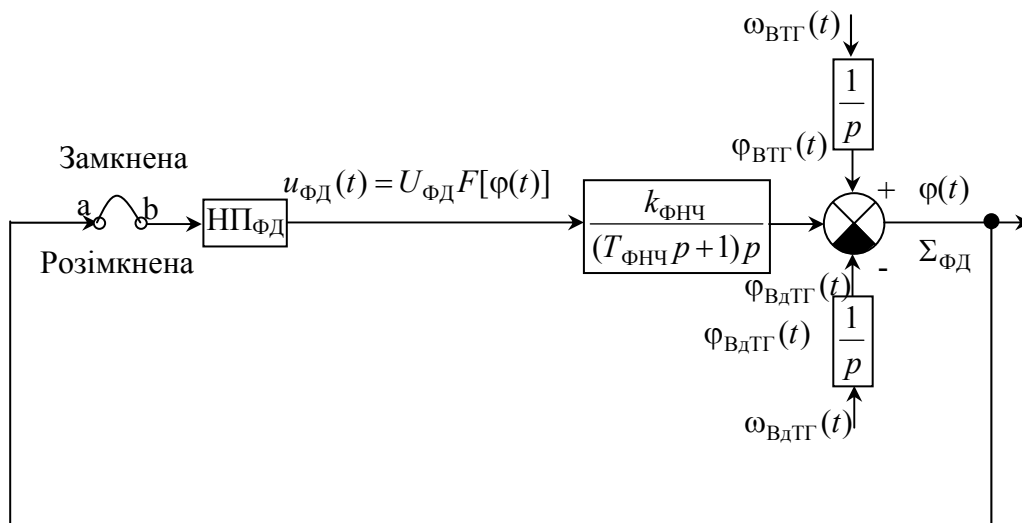 ω_ВТГ(t)
1
p
φ_ВТГ(t)
Замкнена
a b
Розімкнена
НП_ФД
u_ФД(t) = U_ФД F[φ(t)]
k_ФНЧ
(T_ФНЧ p + 1) p
+
φ(t)
Σ_ФД
-
φ_ВдТГ(t)
φ_ВдТГ(t)
1
p
ω_ВдТГ(t)